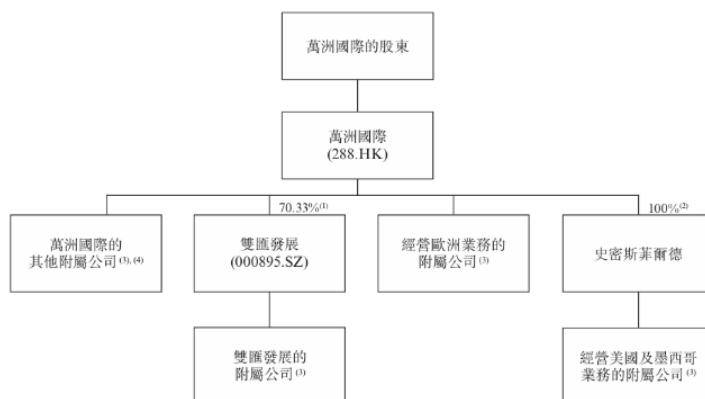 萬洲國際的股東
萬洲國際
(288.HK)
70.33%(1)
100%(2)
萬洲國際的
其他附屬公司(3), (4)
雙匯發展
(000895.SZ)
經營歐洲業務的
附屬公司(3)
史密斯菲爾德
雙匯發展的
附屬公司(3)
經營美國及墨西哥
業務的附屬公司(3)